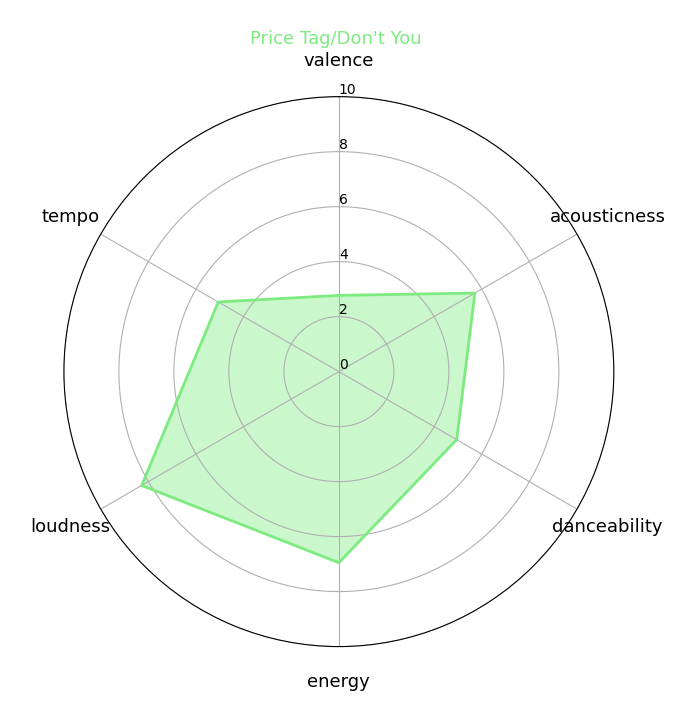 Price Tag/Don't You
valence
10
8
tempo
6
acousticness
4
2
0
loudness
danceability
energy